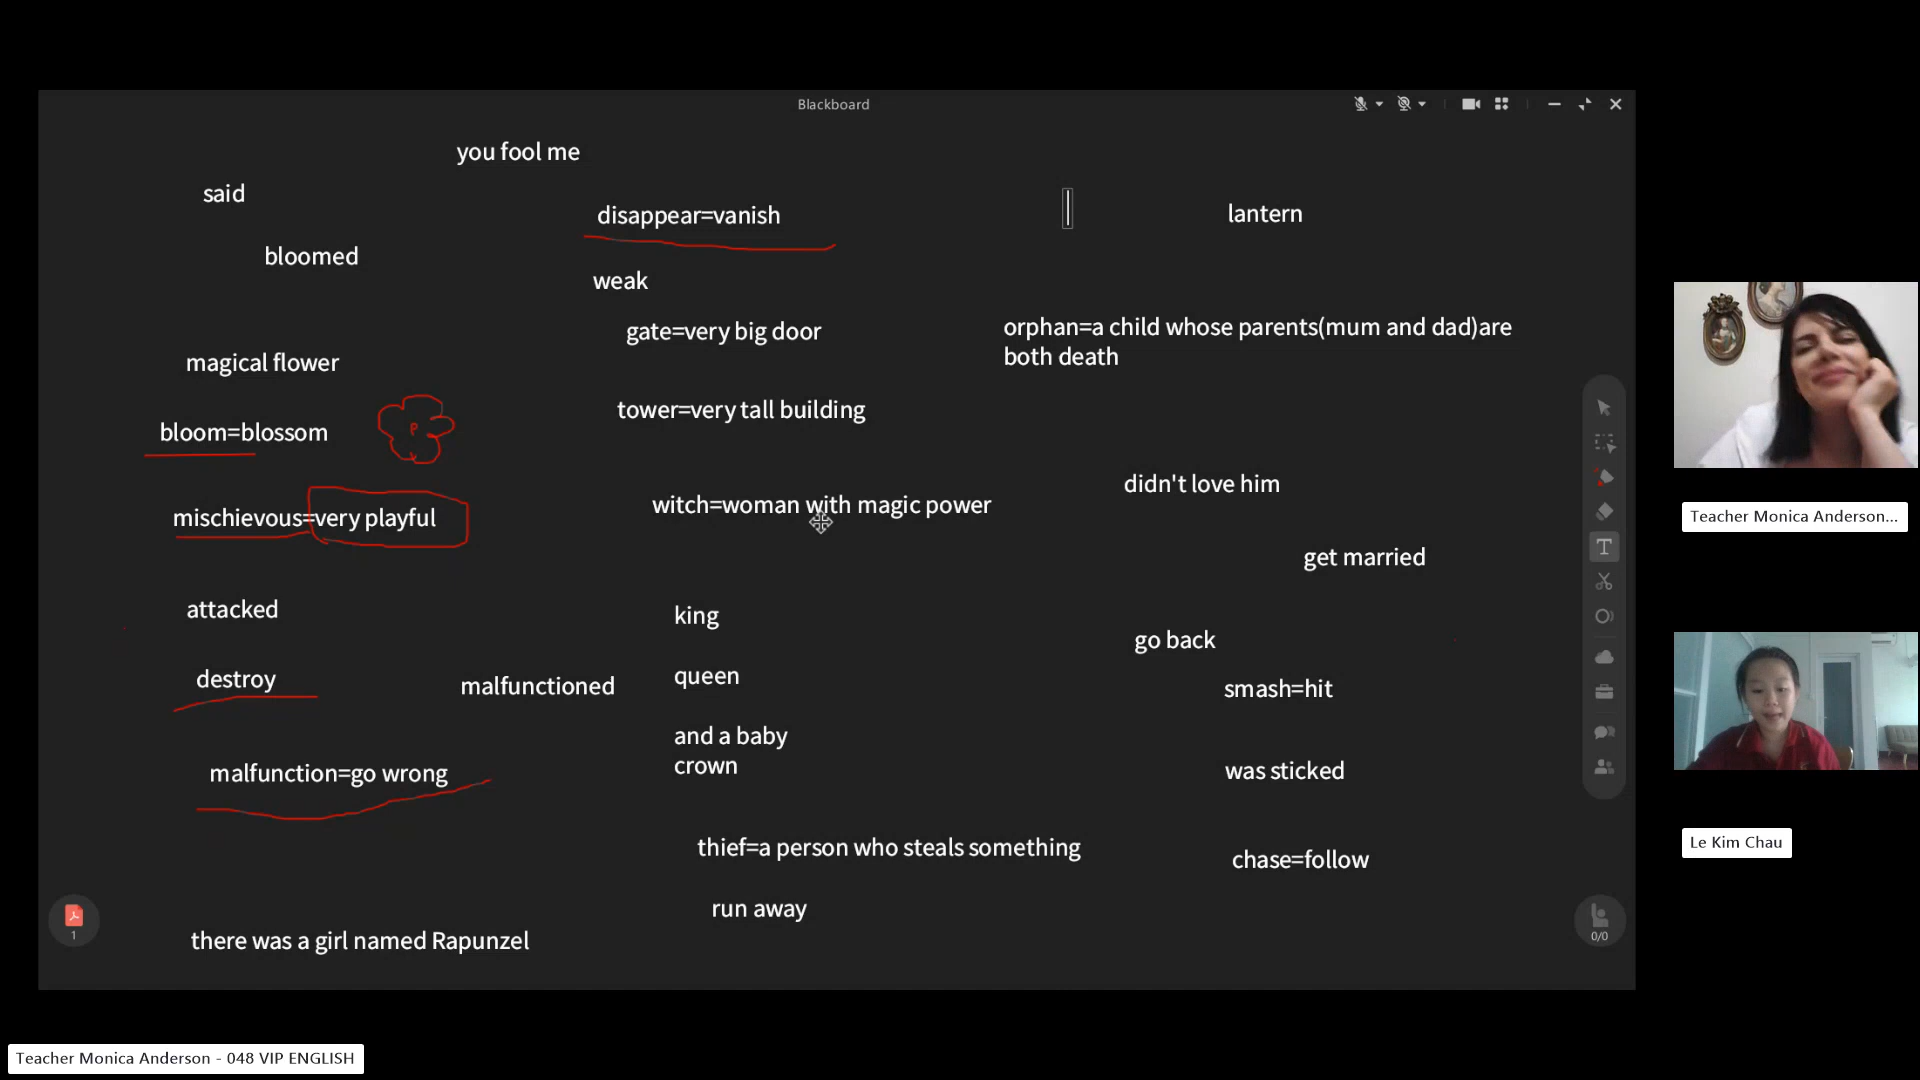 Blackboard
you fool me
said
disappear=vanish
lantern
bloomed
weak
gate=very big door
orphan=a child whose parents(mum and dad)are
both death
magical flower
tower=very tall building
bloom=blossom
P
didn't love him
witch=woman with magic power
mischievous=very playful
Teacher Monica Anderson...
get married
attacked
king
go back
destroy
malfunctioned
queen
smash=hit
and a baby
crown
malfunction=go wrong
was sticked
thief=a person who steals something
Le Kim Chau
chase=follow
run away
1
0/0
there was a girl named Rapunzel
Teacher Monica Anderson - 048 VIP ENGLISH